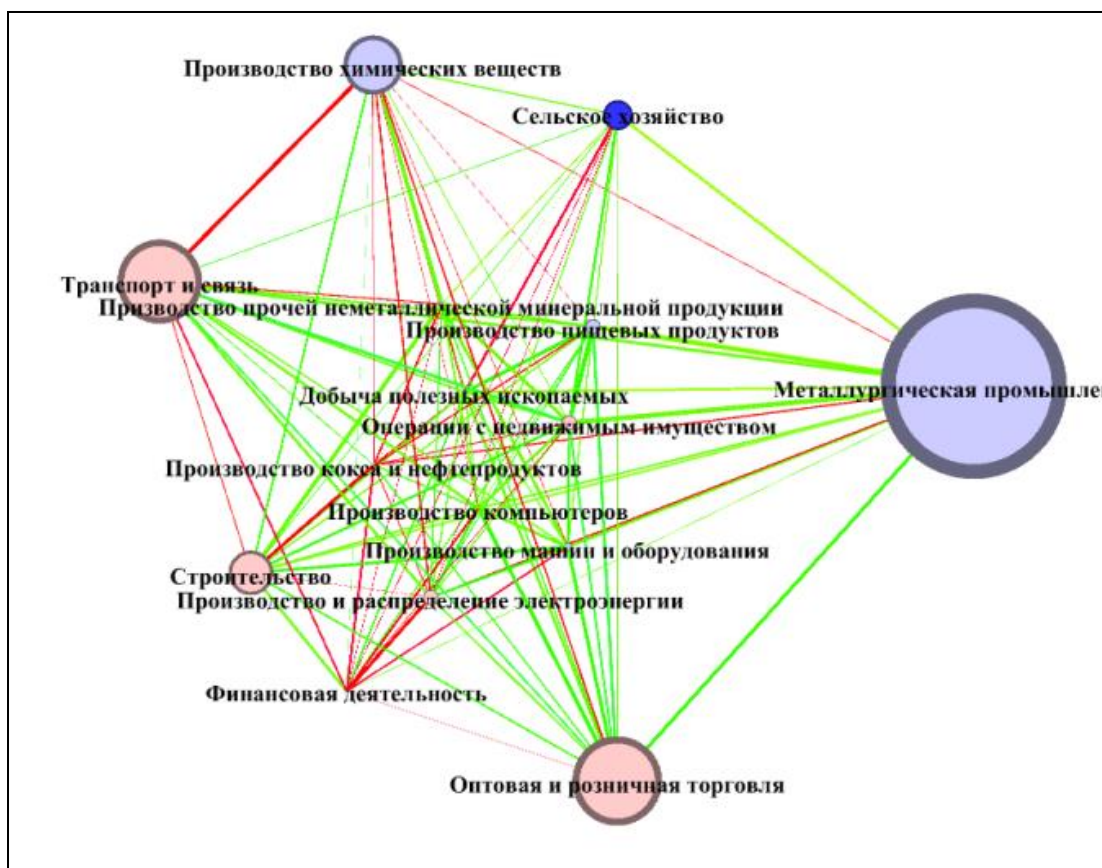 Производство химических веществ
Сельское хозяйство
Транспорт и связь
Призводство прочей неметаллической минеральной продукции
Производство пищевых продуктов
Металлургическая промышле
Добыча полезных ископаемых
Операции с недвижимым имуществом
Производство кокса и нефтепродуктов
Производство компьютеров
Производство машин и оборудования
Строительство
Производство и распределение электроэнергии
Финансовая деятельность
Оптовая и розничная торговля